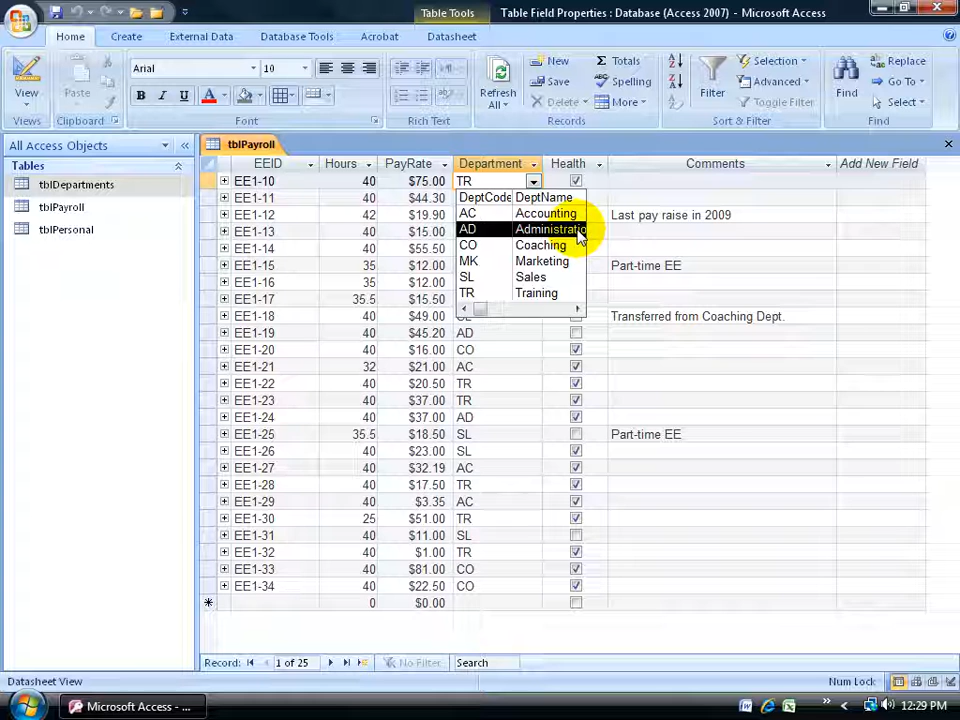 Table Tools
Table Field Properties : Database (Access 2007) - Microsoft Access
Home
Create
External Data
Database Tools
Acrobat
Datasheet
View
Views
Paste
Clipboard
Arial
10
B
I
U
A
Font
Rich Text
Refresh
All
New
Save
Delete
Totals
Spelling
More
Records
Filter
Selection
Advanced
Toggle Filter
Sort & Filter
Find
Replace
Go To
Select
Find
All Access Objects
Tables
tblDepartments
tblPayroll
tblPersonal
tblPayroll
EEID Hours PayRate Department Health Comments Add New Field
EE1-10 40 $75.00 TR
EE1-11 40 $44.30
EE1-12 42 $19.90 Last pay raise in 2009
EE1-13 40 $15.00
EE1-14 40 $55.50
EE1-15 35 $12.00 Part-time EE
EE1-16 40 $12.00
EE1-17 35.5 $15.50
EE1-18 40 $49.00 Transferred from Coaching Dept.
EE1-19 40 $45.20 AD
EE1-20 40 $16.00 CO
EE1-21 32 $21.00 AC
EE1-22 40 $20.50 TR
EE1-23 40 $37.00 TR
EE1-24 40 $37.00 AD
EE1-25 35.5 $18.50 SL Part-time EE
EE1-26 40 $23.00 SL
EE1-27 40 $32.19 AC
EE1-28 40 $17.50 TR
EE1-29 40 $3.35 AC
EE1-30 25 $51.00 TR
EE1-31 40 $11.00 SL
EE1-32 40 $1.00 TR
EE1-33 40 $81.00 CO
EE1-34 40 $22.50 CO
0 $0.00
DeptCode DeptName
AC Accounting
AD Administratio
CO Coaching
MK Marketing
SL Sales
TR Training
Record: 1 of 25 No Filter Search
Datasheet View
Num Lock
Microsoft Access - ...
12:29 PM